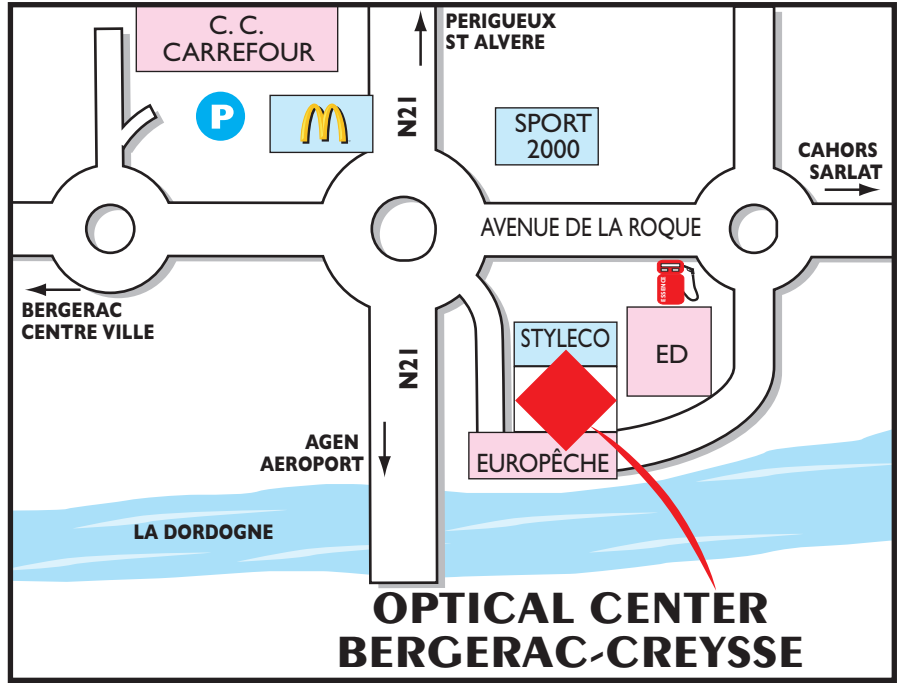 C. C.
CARREFOUR
PERIGUEUX
ST ALVERE
P
N21
SPORT
2000
CAHORS
SARLAT
AVENUE DE LA ROQUE
ESSENCE
BERGERAC
CENTRE VILLE
STYLECO
ED
N21
AGEN
AEROPORT
EUROPÊCHE
LA DORDOGNE
OPTICAL CENTER
BERGERAC-CREYSSE